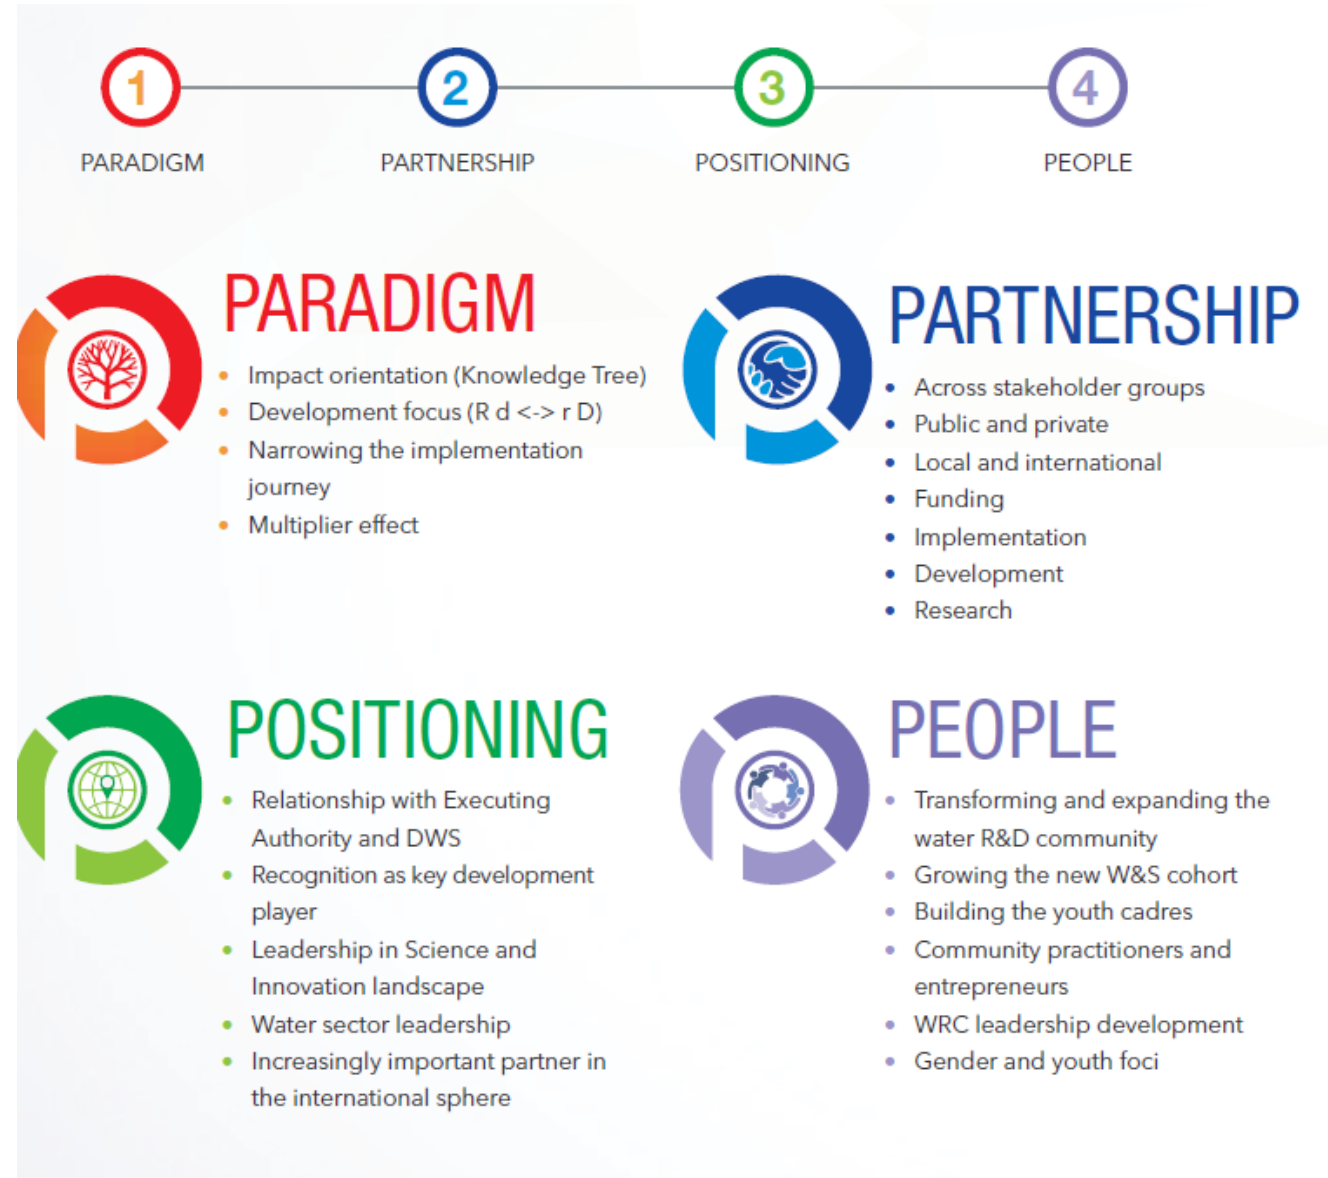 1
2
3
4
PARADIGM
PARTNERSHIP
POSITIONING
PEOPLE
PARADIGM
• Impact orientation (Knowledge Tree)
• Development focus (R d <-> r D)
• Narrowing the implementation
journey
• Multiplier effect
PARTNERSHIP
• Across stakeholder groups
• Public and private
• Local and international
• Funding
• Implementation
• Development
• Research
POSITIONING
• Relationship with Executing
Authority and DWS
• Recognition as key development
player
• Leadership in Science and
Innovation landscape
• Water sector leadership
• Increasingly important partner in
the international sphere
PEOPLE
• Transforming and expanding the
water R&D community
• Growing the new W&S cohort
• Building the youth cadres
• Community practitioners and
entrepreneurs
• WRC leadership development
• Gender and youth foci